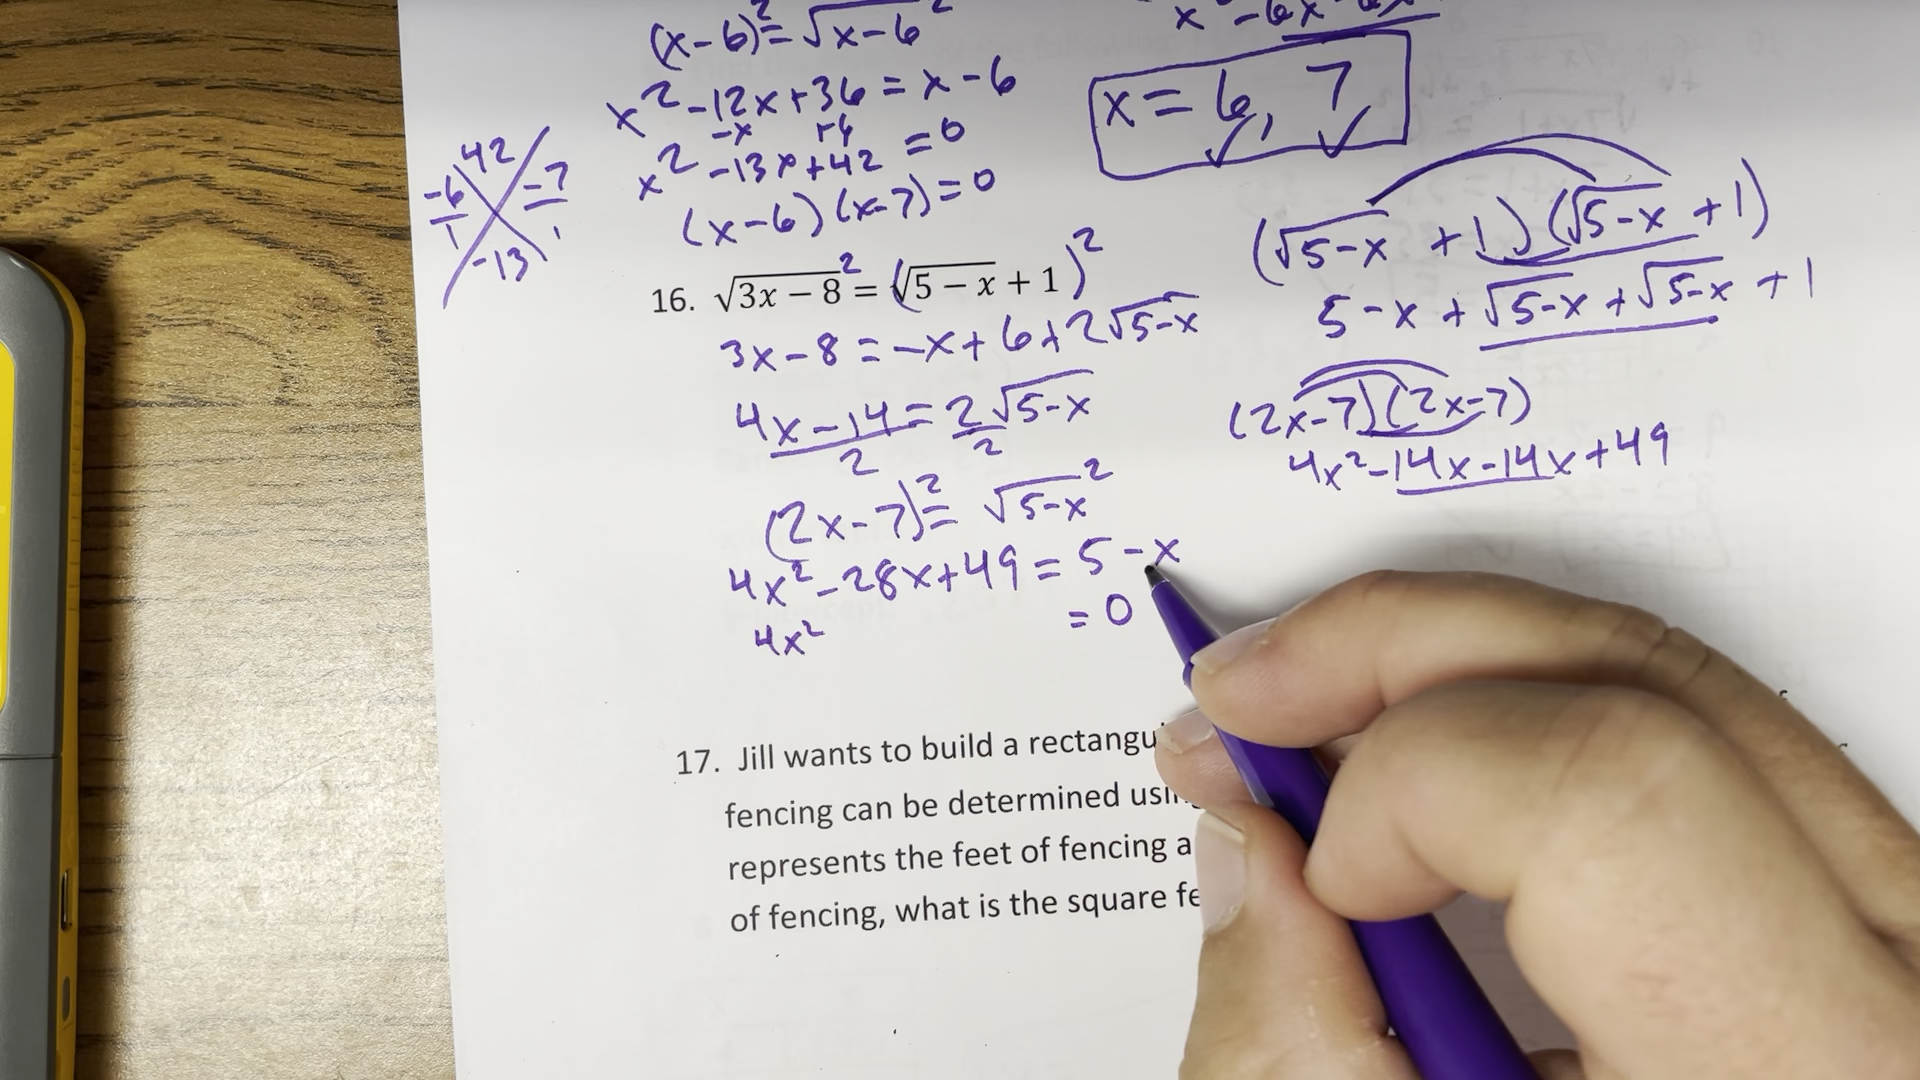 (x-6)² = √x-6²
x²-12x+36 = x-6
-x +6
x²-13x+42 = 0
(x-6)(x-7)=0
42
-6 -7
1 1
-13
x = 6, 7
✓ ✓
16. √3x − 8² = (√5 − x + 1)²
3x-8 = -x+6+2√5-x
4x-14 = 2√5-x
2 2
(2x-7)² = √5-x²
4x²-28x+49 = 5-x
4x² = 0
(√5-x +1)(√5-x +1)
5-x+√5-x+√5-x+1
(2x-7)(2x-7)
4x²-14x-14x+49
17. Jill wants to build a
fencing can be determined
represents the feet of fencing
of fencing, what is the square